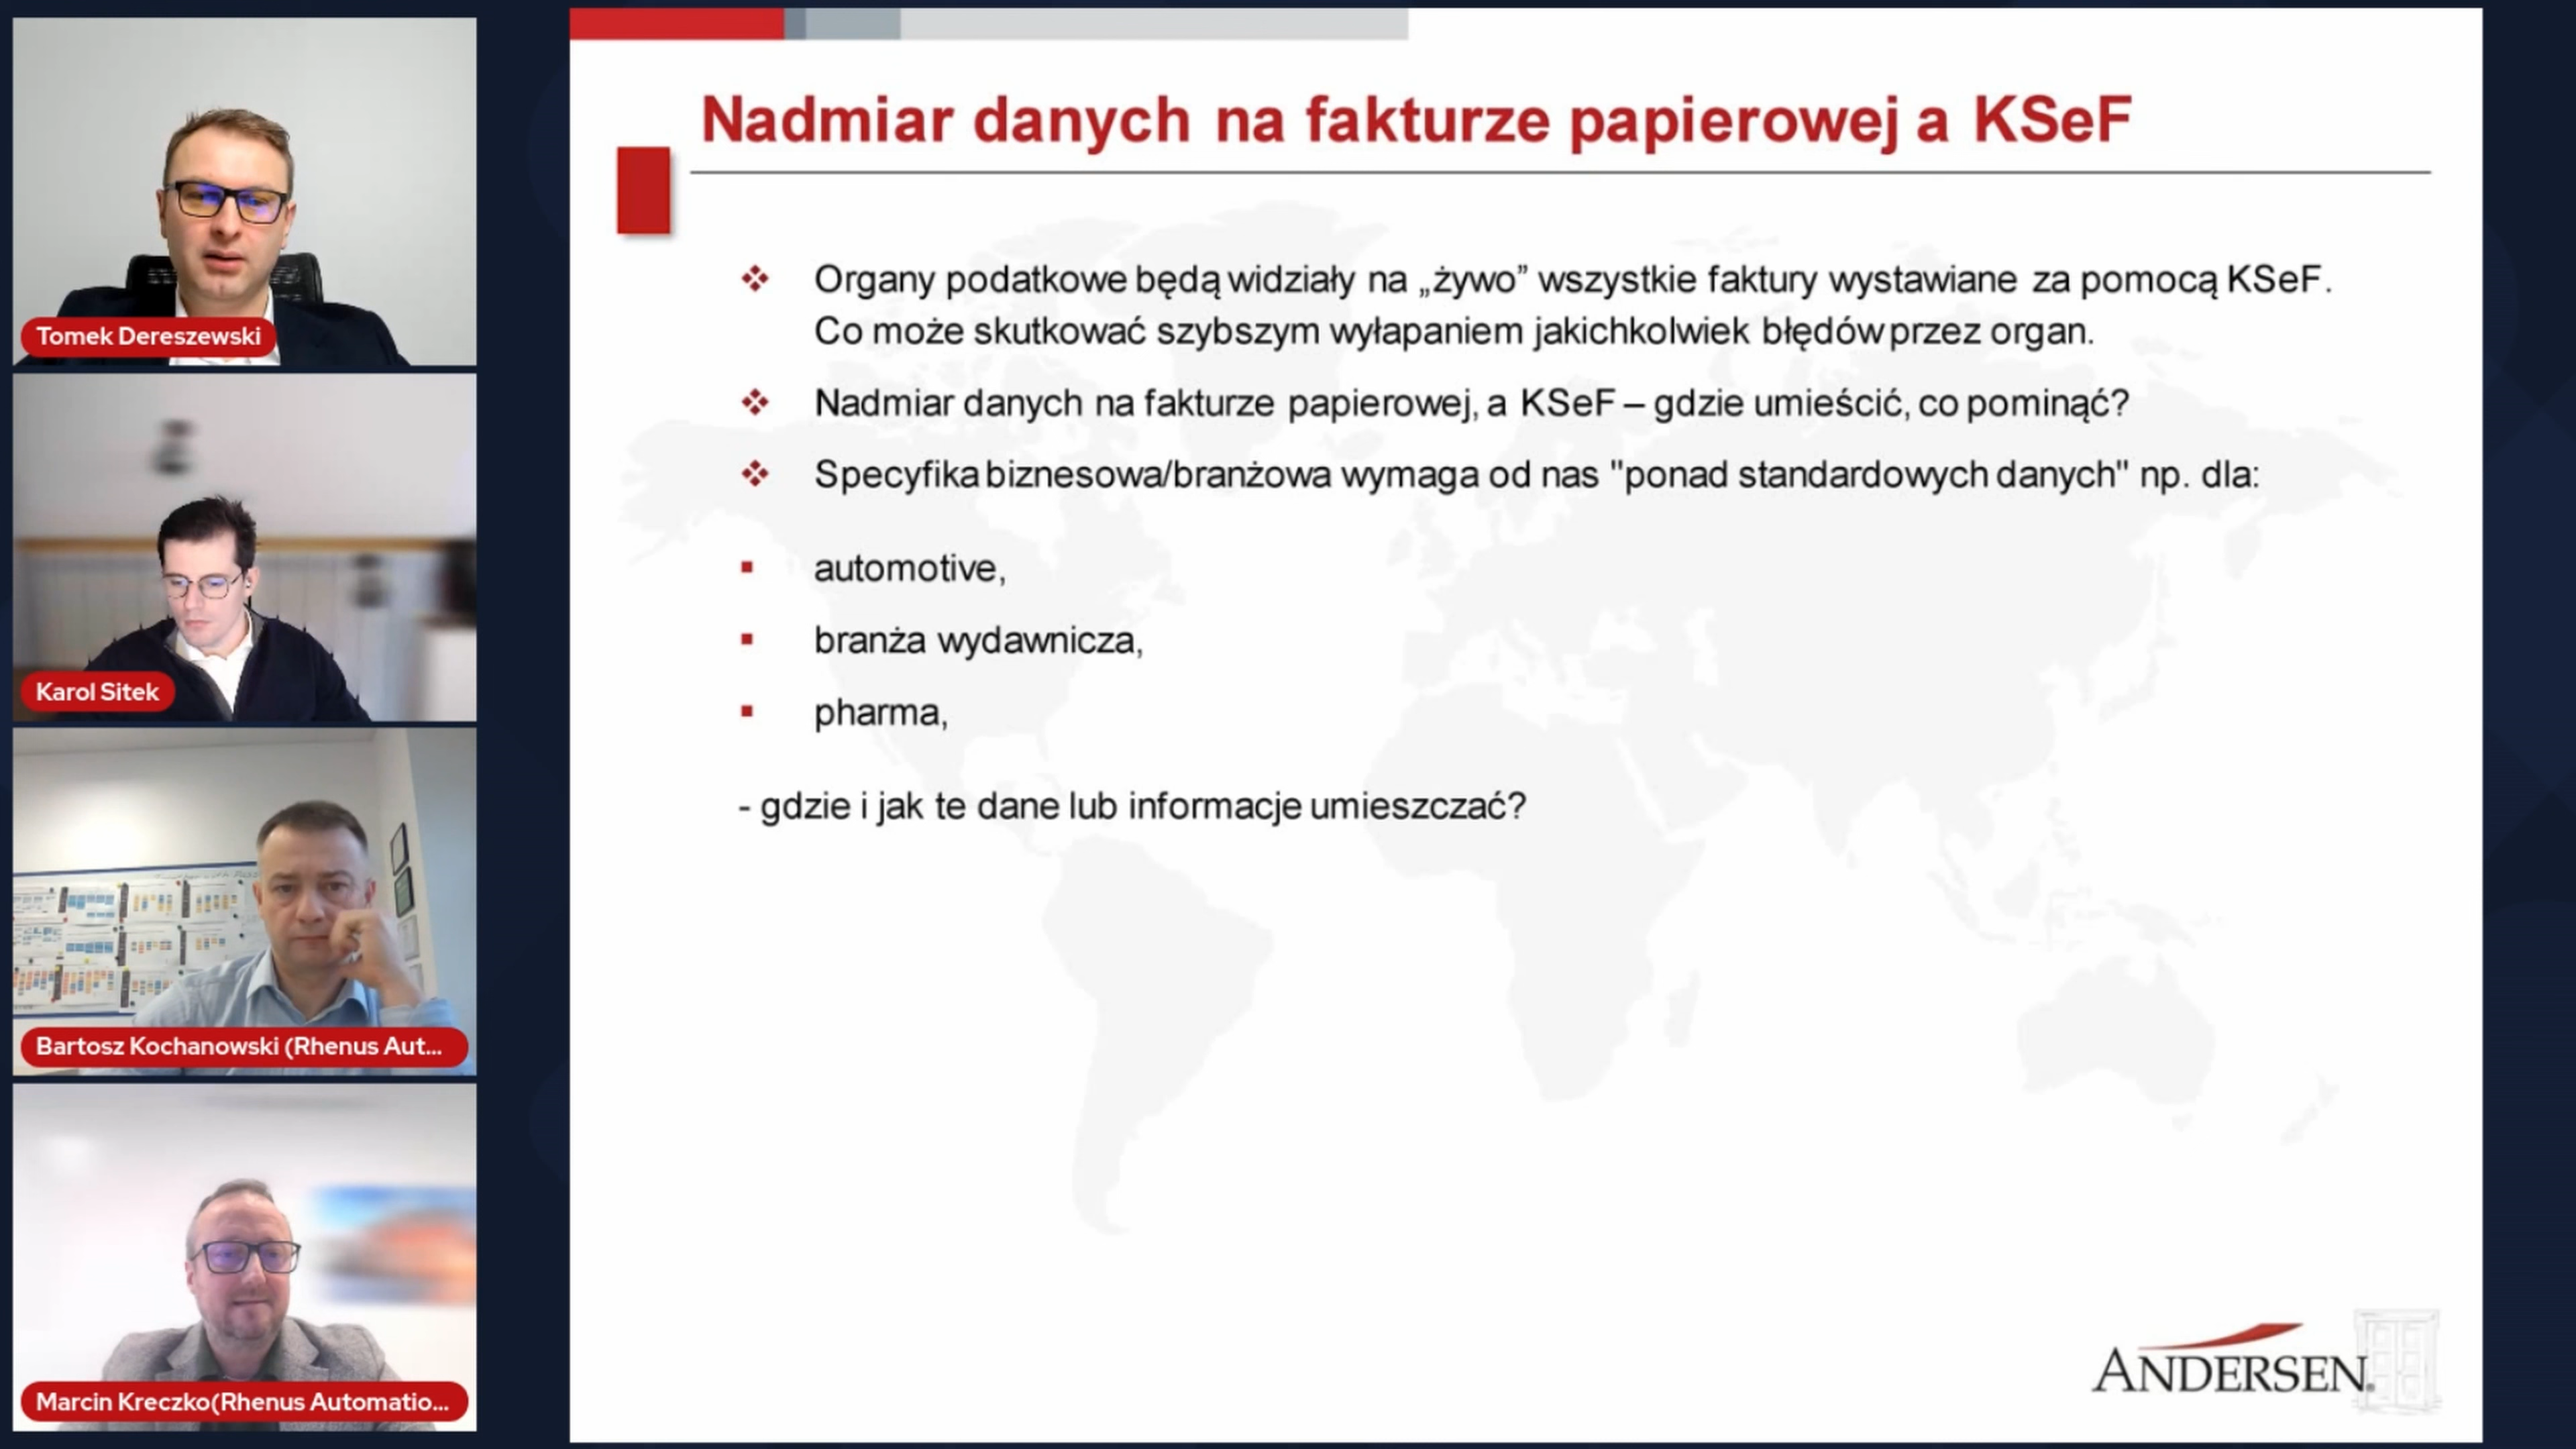 Tomek Dereszewski
Karol Sitek
Bartosz Kochanowski (Rhenus Aut...
Marcin Kreczko(Rhenus Automatio...
Nadmiar danych na fakturze papierowej a KSeF
Organy podatkowe będą widziały na „żywo” wszystkie faktury wystawiane za pomocą KSeF.
Co może skutkować szybszym wyłapaniem jakichkolwiek błędów przez organ.
Nadmiar danych na fakturze papierowej, a KSeF – gdzie umieścić, co pominąć?
Specyfika biznesowa/branżowa wymaga od nas "ponad standardowych danych" np. dla:
automotive,
branża wydawnicza,
pharma,
- gdzie i jak te dane lub informacje umieszczać?
ANDERSEN